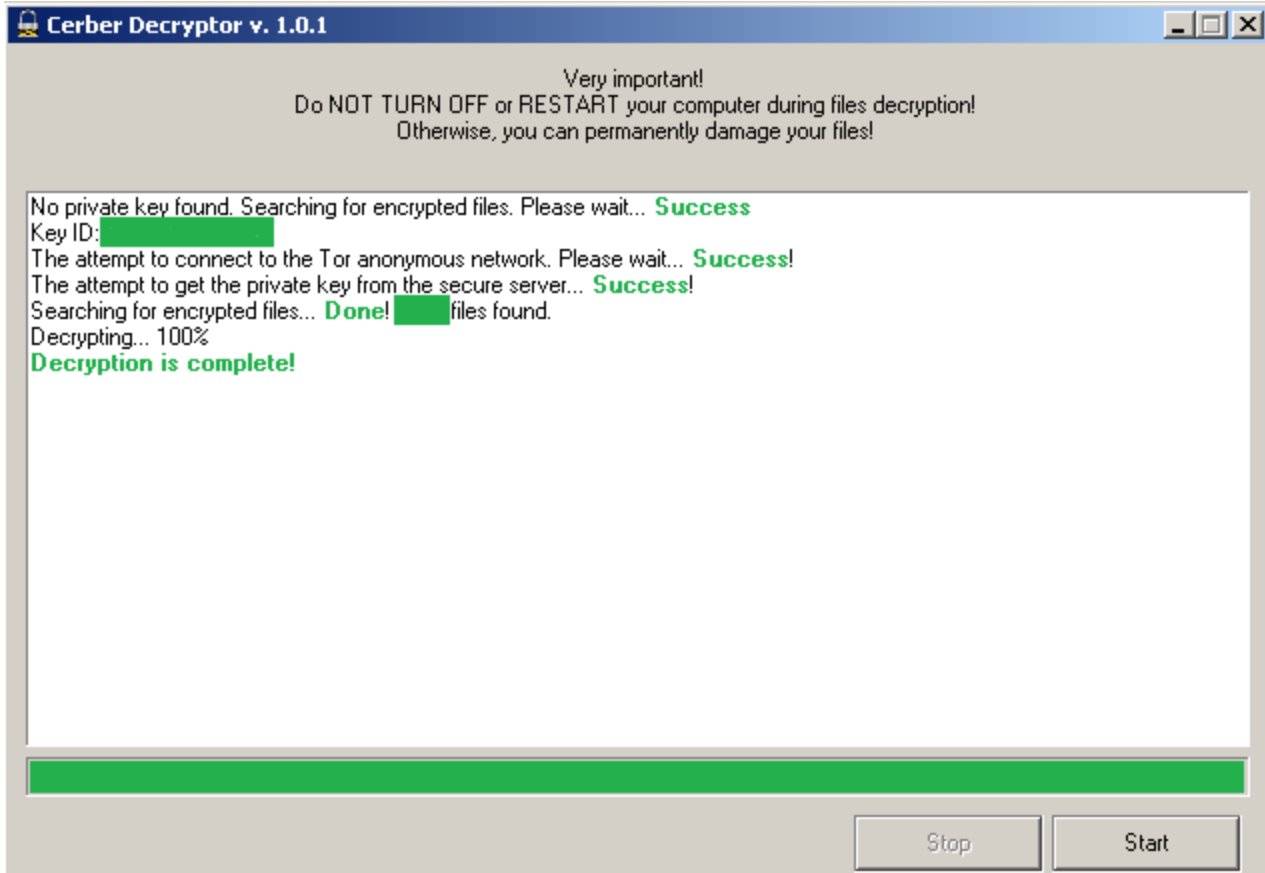 Cerber Decryptor v. 1.0.1
Very important!
Do NOT TURN OFF or RESTART your computer during files decryption!
Otherwise, you can permanently damage your files!
No private key found. Searching for encrypted files. Please wait... Success
Key ID:
The attempt to connect to the Tor anonymous network. Please wait... Success!
The attempt to get the private key from the secure server... Success!
Searching for encrypted files... Done! files found.
Decrypting... 100%
Decryption is complete!
Stop Start